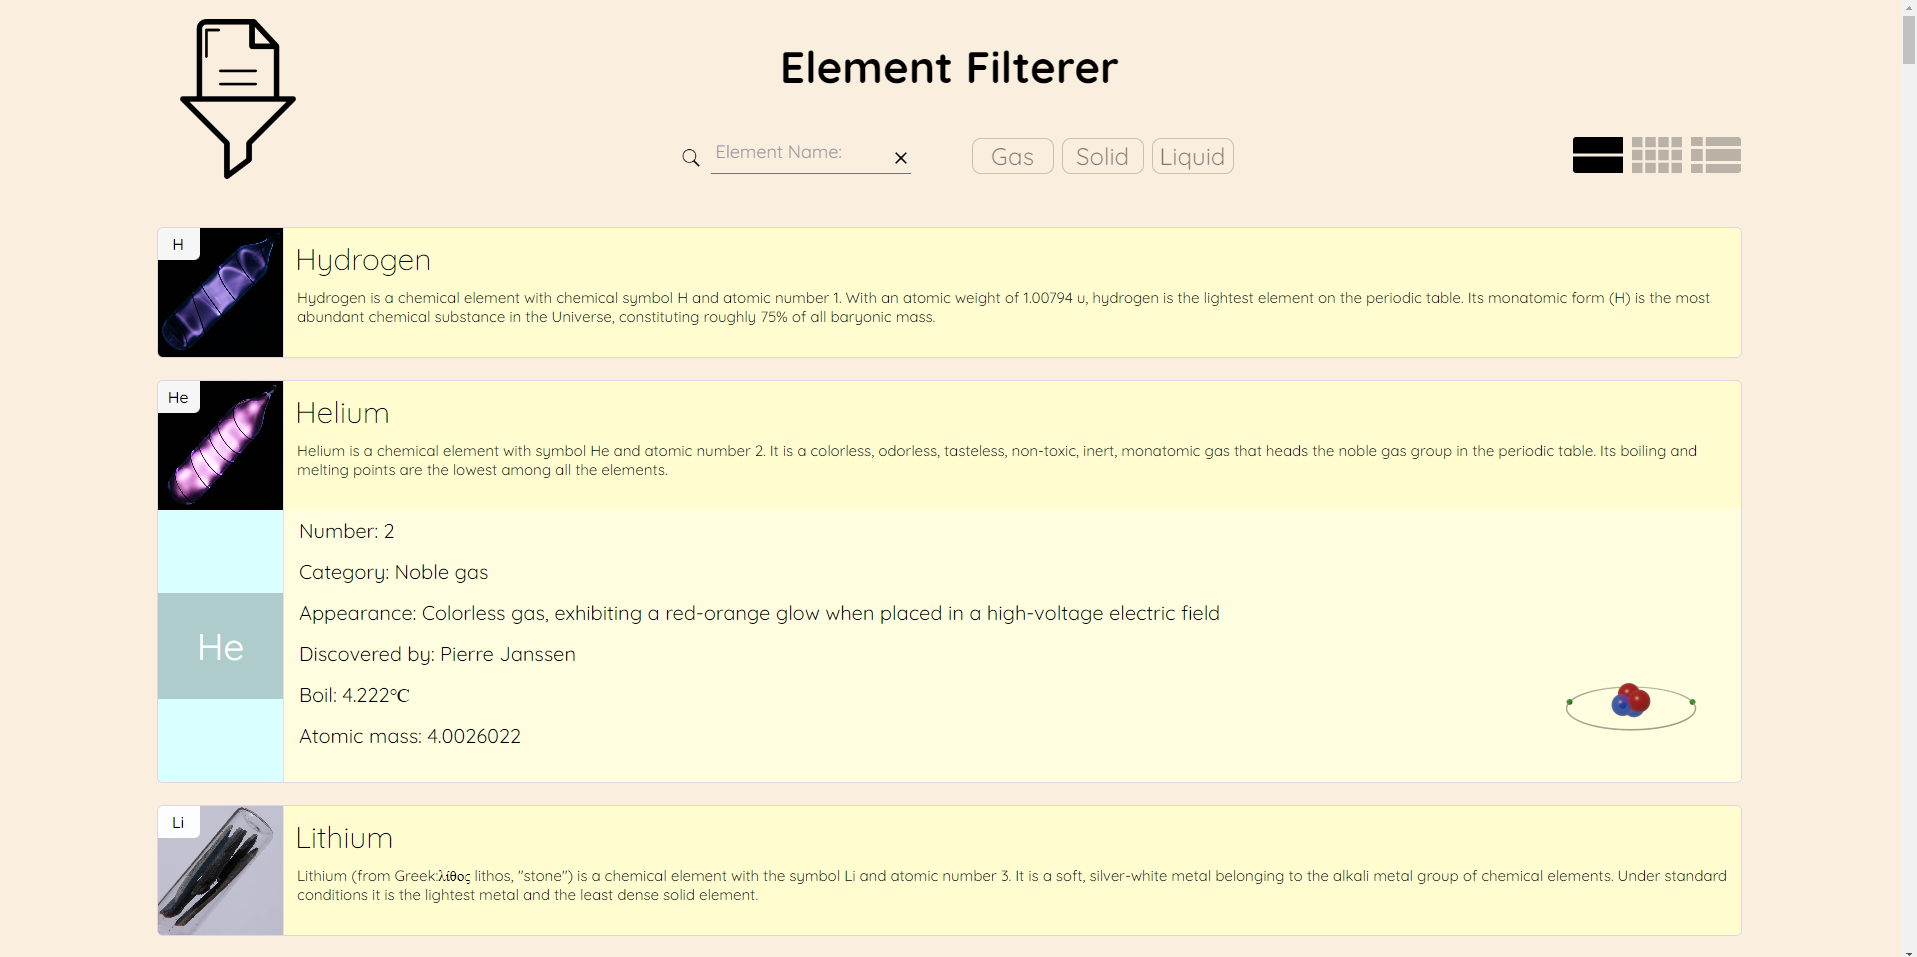 Element Filterer
Element Name:
Gas
Solid
Liquid
H
Hydrogen
Hydrogen is a chemical element with chemical symbol H and atomic number 1. With an atomic weight of 1.00794 u, hydrogen is the lightest element on the periodic table. Its monatomic form (H) is the most
abundant chemical substance in the Universe, constituting roughly 75% of all baryonic mass.
He
Helium
Helium is a chemical element with symbol He and atomic number 2. It is a colorless, odorless, tasteless, non-toxic, inert, monatomic gas that heads the noble gas group in the periodic table. Its boiling and
melting points are the lowest among all the elements.
He
Number: 2
Category: Noble gas
Appearance: Colorless gas, exhibiting a red-orange glow when placed in a high-voltage electric field
Discovered by: Pierre Janssen
Boil: 4.222℃
Atomic mass: 4.0026022
Li
Lithium
Lithium (from Greek:λίθος lithos, "stone") is a chemical element with the symbol Li and atomic number 3. It is a soft, silver-white metal belonging to the alkali metal group of chemical elements. Under standard
conditions it is the lightest metal and the least dense solid element.